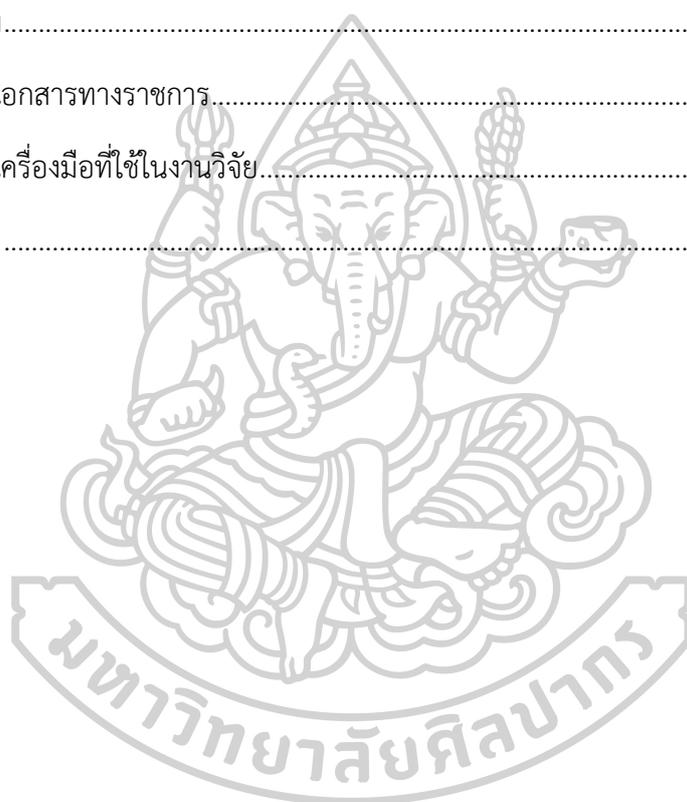 ....................................................................................................
เอกสารทางราชการ......................................................................
เครื่องมือที่ใช้ในงานวิจัย...............................................................
....................................................................................................
มหาวิทยาลัยศิลปากร